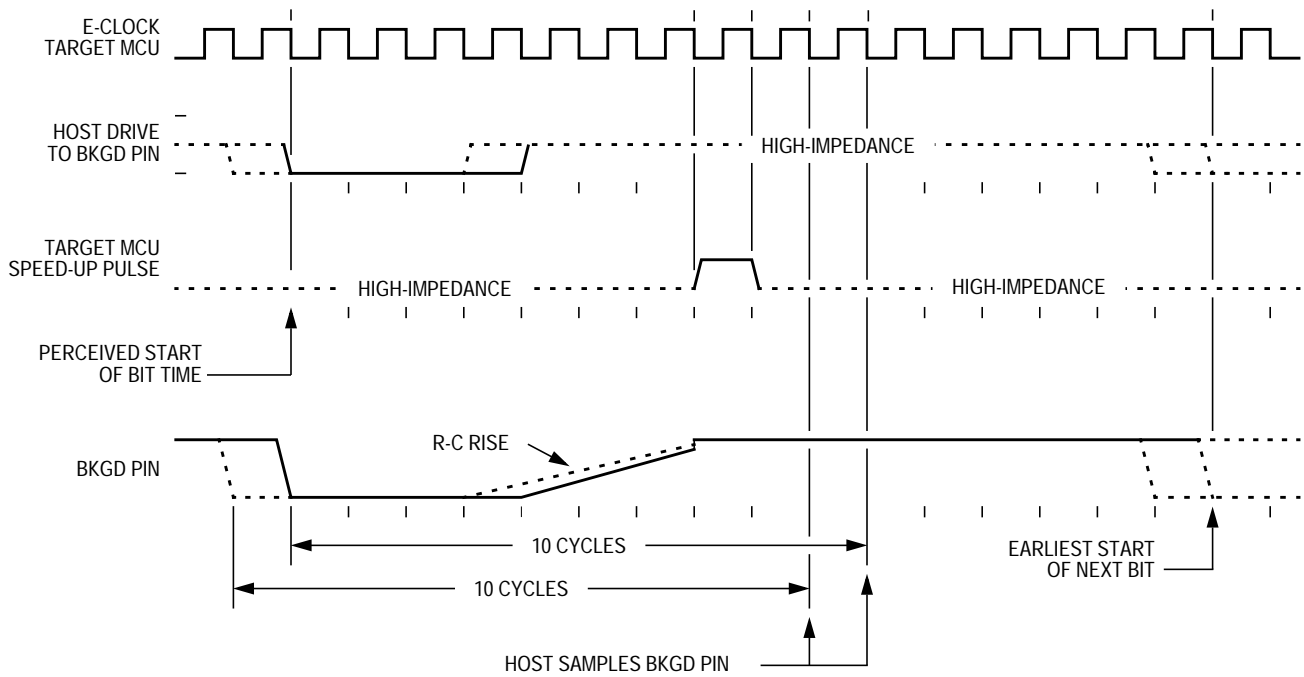 E-CLOCK
TARGET MCU
HOST DRIVE
TO BKGD PIN
HIGH-IMPEDANCE
TARGET MCU
SPEED-UP PULSE
HIGH-IMPEDANCE
HIGH-IMPEDANCE
PERCEIVED START
OF BIT TIME
R-C RISE
BKGD PIN
10 CYCLES
EARLIEST START
OF NEXT BIT
10 CYCLES
HOST SAMPLES BKGD PIN